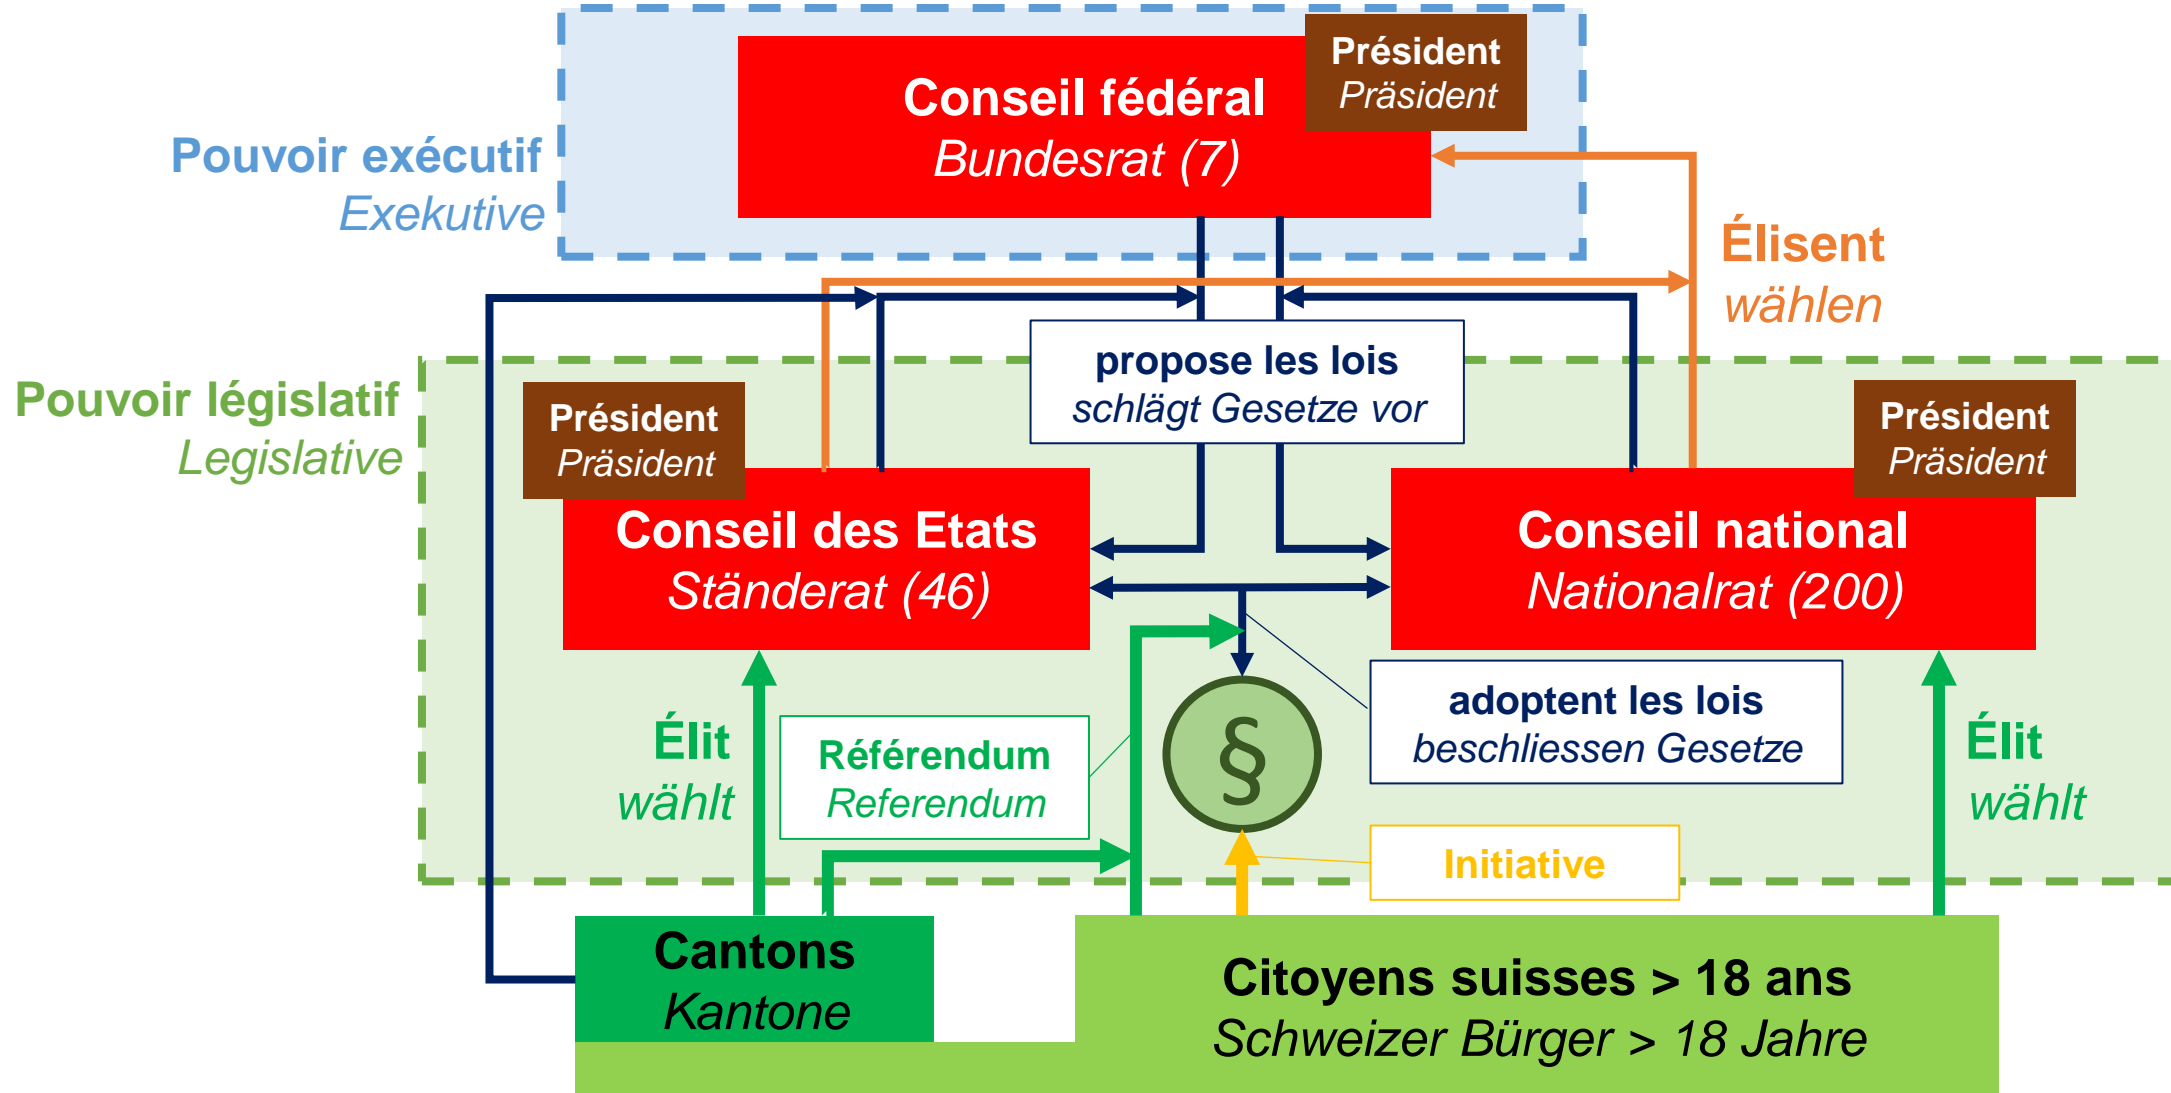 Président
Präsident
Conseil fédéral
Bundesrat (7)
Pouvoir exécutif
Exekutive
Élisent
wählen
propose les lois
schlägt Gesetze vor
Pouvoir législatif
Legislative
Président
Präsident
Président
Präsident
Conseil des Etats
Ständerat (46)
Conseil national
Nationalrat (200)
Élit
wählt
Référendum
Referendum
§
adoptent les lois
beschliessen Gesetze
Élit
wählt
Initiative
Cantons
Kantone
Citoyens suisses > 18 ans
Schweizer Bürger > 18 Jahre